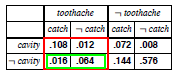 toothache ¬ toothache
catch ¬ catch catch ¬ catch
cavity .108 .012 .072 .008
¬ cavity .016 .064 .144 .576